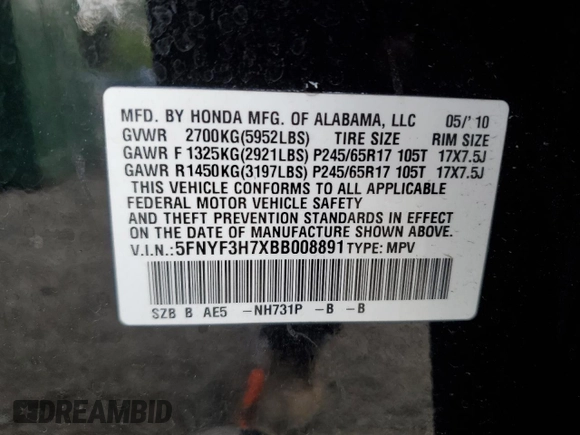 MFD. BY HONDA MFG. OF ALABAMA, LLC 05/'10
GVWR 2700KG(5952LBS) TIRE SIZE RIM SIZE
GAWR F 1325KG(2921LBS) P245/65R17 105T 17X7.5J
GAWR R 1450KG(3197LBS) P245/65R17 105T 17X7.5J
THIS VEHICLE CONFORMS TO ALL APPLICABLE
FEDERAL MOTOR VEHICLE SAFETY
AND THEFT PREVENTION STANDARDS IN EFFECT
ON THE DATE OF MANUFACTURE SHOWN ABOVE.
V.I.N.:5FNYF3H7XBB008891 TYPE: MPV
SZB B AE5 -NH731P -B -B
DREAMBID